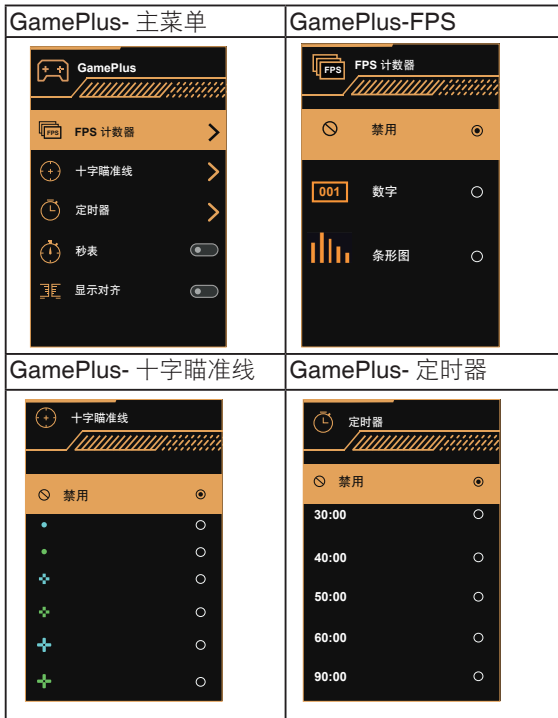 GamePlus- 主菜单
GamePlus
FPS
FPS 计数器
十字瞄准线
定时器
秒表
显示对齐
GamePlus-FPS
FPS
FPS 计数器
禁用
001
数字
条形图
GamePlus- 十字瞄准线
十字瞄准线
禁用
GamePlus- 定时器
定时器
禁用
30:00
40:00
50:00
60:00
90:00